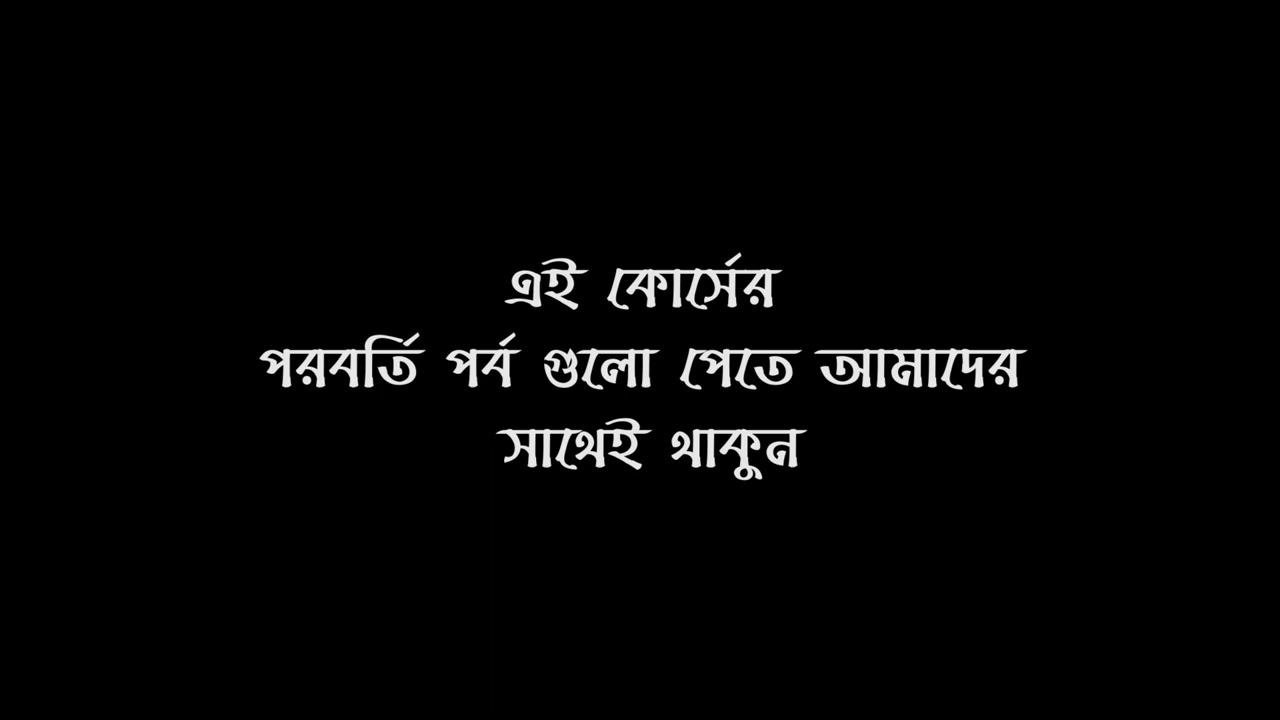 এই কোর্সের
পরবর্তি পর্ব গুলো পেতে আমাদের
সাথেই থাকুন